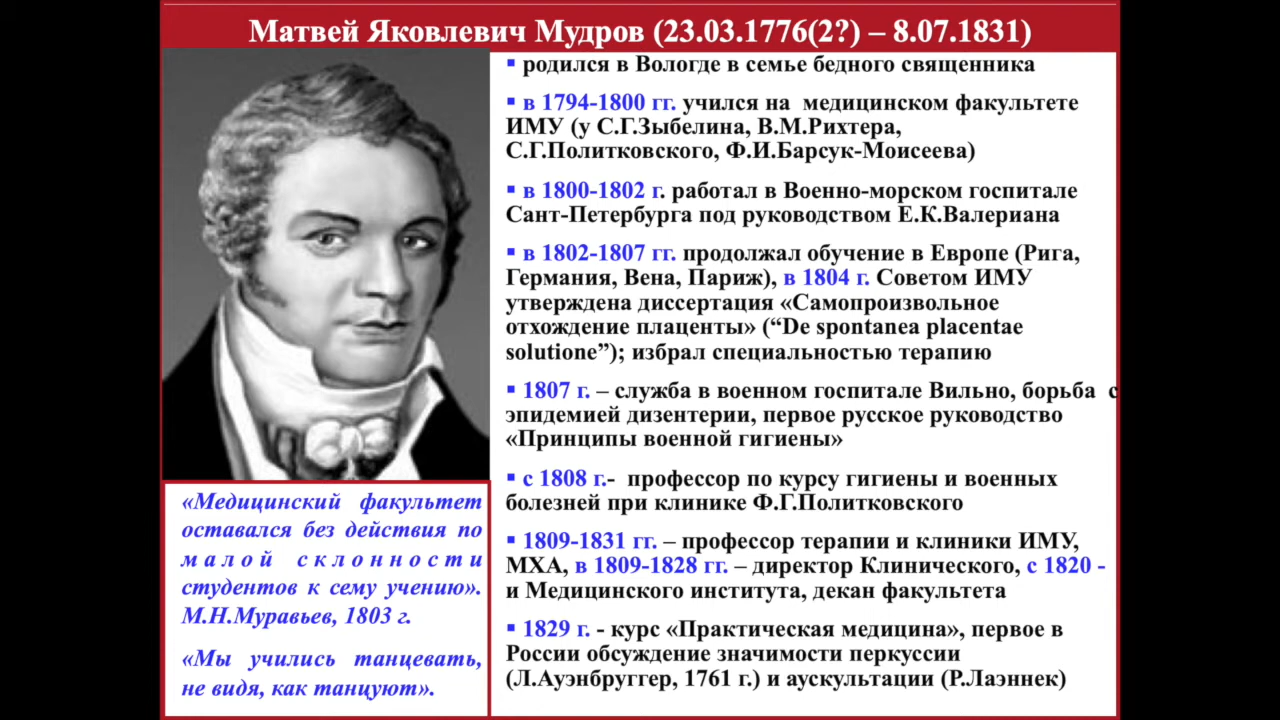 Матвей Яковлевич Мудров (23.03.1776(2?) – 8.07.1831)
▪ родился в Вологде в семье бедного священника
▪ в 1794-1800 гг. учился на медицинском факультете
ИМУ (у С.Г.Зыбелина, В.М.Рихтера,
С.Г.Политковского, Ф.И.Барсук-Моисеева)
▪ в 1800-1802 г. работал в Военно-морском госпитале
Сант-Петербурга под руководством Е.К.Валериана
▪ в 1802-1807 гг. продолжал обучение в Европе (Рига,
Германия, Вена, Париж), в 1804 г. Советом ИМУ
утверждена диссертация «Самопроизвольное
отхождение плаценты» (“De spontanea placentae
solutione”); избрал специальностью терапию
▪ 1807 г. – служба в военном госпитале Вильно, борьба с
эпидемией дизентерии, первое русское руководство
«Принципы военной гигиены»
▪ с 1808 г.- профессор по курсу гигиены и военных
болезней при клинике Ф.Г.Политковского
▪ 1809-1831 гг. – профессор терапии и клиники ИМУ,
МХА, в 1809-1828 гг. – директор Клинического, с 1820 -
и Медицинского института, декан факультета
▪ 1829 г. - курс «Практическая медицина», первое в
России обсуждение значимости перкуссии
(Л.Ауэнбруггер, 1761 г.) и аускультации (Р.Лаэннек)
«Медицинский факультет
оставался без действия по
малой склонности
студентов к сему учению».
М.Н.Муравьев, 1803 г.
«Мы учились танцевать,
не видя, как танцуют».